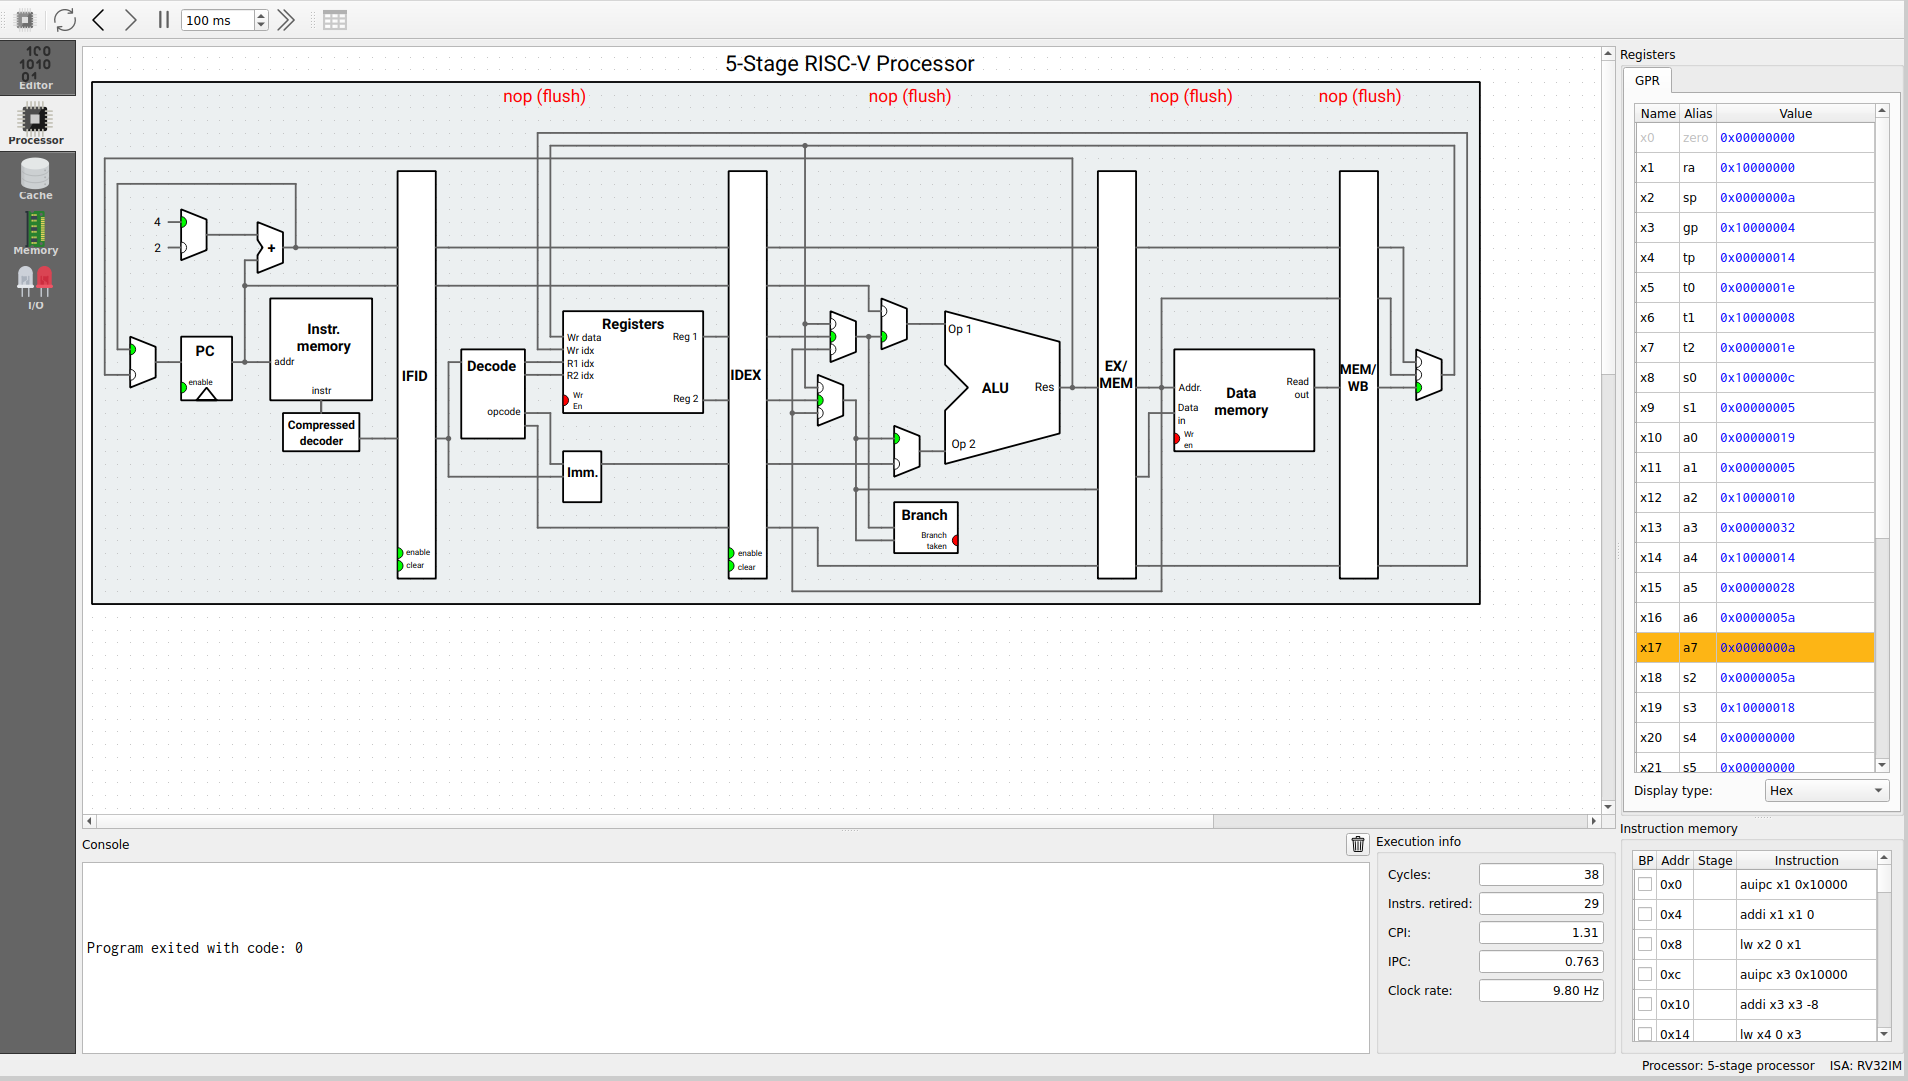 100 ms
100
1010
01
Editor
Processor
Cache
Memory
I/O
5-Stage RISC-V Processor
nop (flush)
nop (flush)
nop (flush)
nop (flush)
4
2
+
PC
enable
Instr.
memory
addr
instr
Compressed
decoder
IFID
enable
clear
Decode
opcode
Registers
Wr data
Wr idx
R1 idx
R2 idx
Wr
En
Reg 1
Reg 2
Imm.
IDEX
enable
clear
Op 1
ALU
Res
Op 2
Branch
Branch
taken
EX/
MEM
Addr.
Data
in
Wr
en
Data
memory
Read
out
MEM/
WB
Registers
GPR
Name Alias Value
x0 zero 0x00000000
x1 ra 0x10000000
x2 sp 0x0000000a
x3 gp 0x10000004
x4 tp 0x00000014
x5 t0 0x0000001e
x6 t1 0x10000008
x7 t2 0x0000001e
x8 s0 0x1000000c
x9 s1 0x00000005
x10 a0 0x00000019
x11 a1 0x00000005
x12 a2 0x10000010
x13 a3 0x00000032
x14 a4 0x10000014
x15 a5 0x00000028
x16 a6 0x0000005a
x17 a7 0x0000000a
x18 s2 0x0000005a
x19 s3 0x10000018
x20 s4 0x00000000
x21 s5 0x00000000
Display type: Hex
Console
Program exited with code: 0
Execution info
Cycles: 38
Instrs. retired: 29
CPI: 1.31
IPC: 0.763
Clock rate: 9.80 Hz
Instruction memory
BP Addr Stage Instruction
0x0 auipc x1 0x10000
0x4 addi x1 x1 0
0x8 lw x2 0 x1
0xc auipc x3 0x10000
0x10 addi x3 x3 -8
0x14 lw x4 0 x3
Processor: 5-stage processor ISA: RV32IM